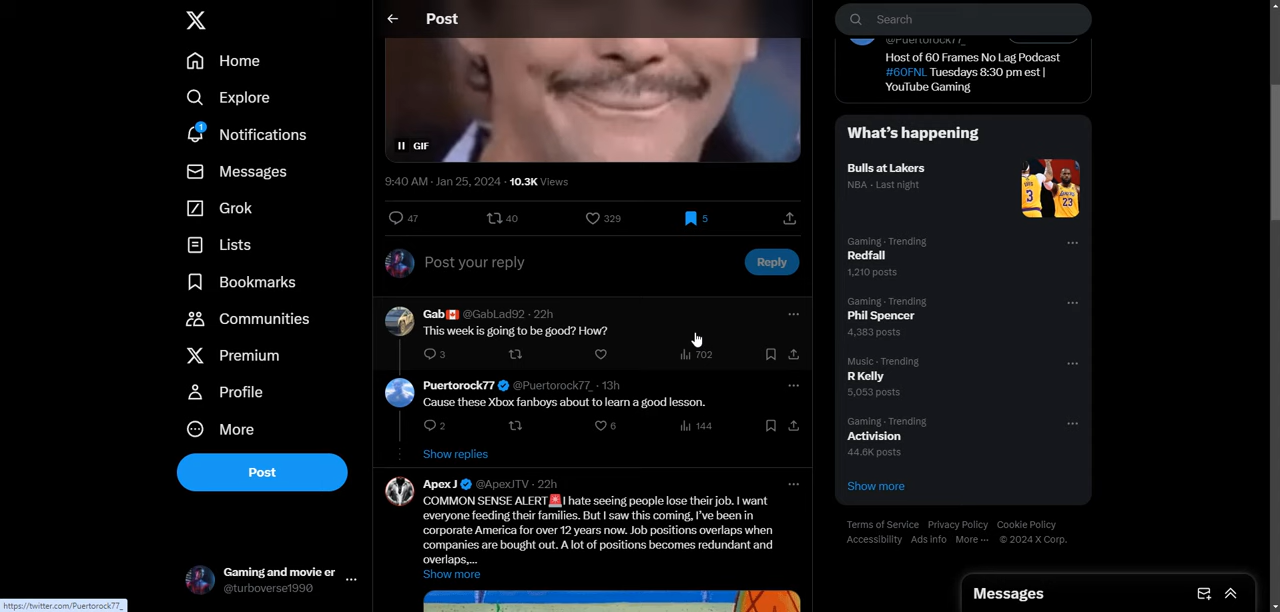 Home
Explore
1
Notifications
Messages
Grok
Lists
Bookmarks
Communities
Premium
Profile
More
Post
Gaming and movie er
@turboverse1990
https://twitter.com/Puertorock77_
Post
GIF
9:40 AM · Jan 25, 2024 · 10.3K Views
47 40 329 5
Post your reply
Reply
Gab @GabLad92 · 22h
This week is going to be good? How?
3 702
Puertorock77 @Puertorock77_ · 13h
Cause these Xbox fanboys about to learn a good lesson.
2 6 144
Show replies
Apex J @ApexJTV · 22h
COMMON SENSE ALERT🚨I hate seeing people lose their job. I want
everyone feeding their families. But I saw this coming, I've been in
corporate America for over 12 years now. Job positions overlaps when
companies are bought out. A lot of positions becomes redundant and
overlaps,...
Show more
Search
@Puertorock77_
Host of 60 Frames No Lag Podcast
#60FNL Tuesdays 8:30 pm est |
YouTube Gaming
What's happening
Bulls at Lakers
NBA · Last night
3
23
Gaming · Trending
Redfall
1,210 posts
Gaming · Trending
Phil Spencer
4,383 posts
Music · Trending
R Kelly
5,053 posts
Gaming · Trending
Activision
44.6K posts
Show more
Terms of Service Privacy Policy Cookie Policy
Accessibility Ads info More ··· © 2024 X Corp.
Messages